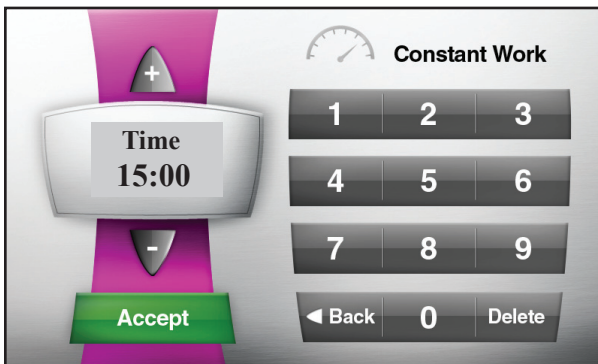 +
Time
15:00
-
Accept
Constant Work
1 2 3
4 5 6
7 8 9
Back 0 Delete